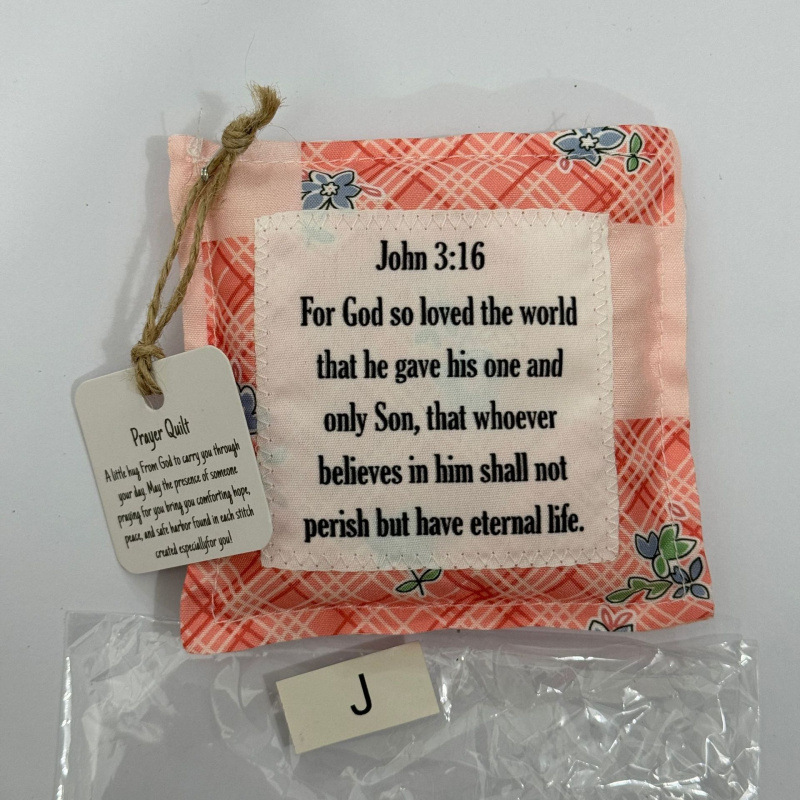 John 3:16
For God so loved the world
that he gave his one and
only Son, that whoever
believes in him shall not
perish but have eternal life.
Prayer Quilt
A little hug From God to carry you through
your day. May the presence of someone
praying for you bring you comforting hope,
peace, and safe harbor found in each stitch
created especiallyfor you!
J